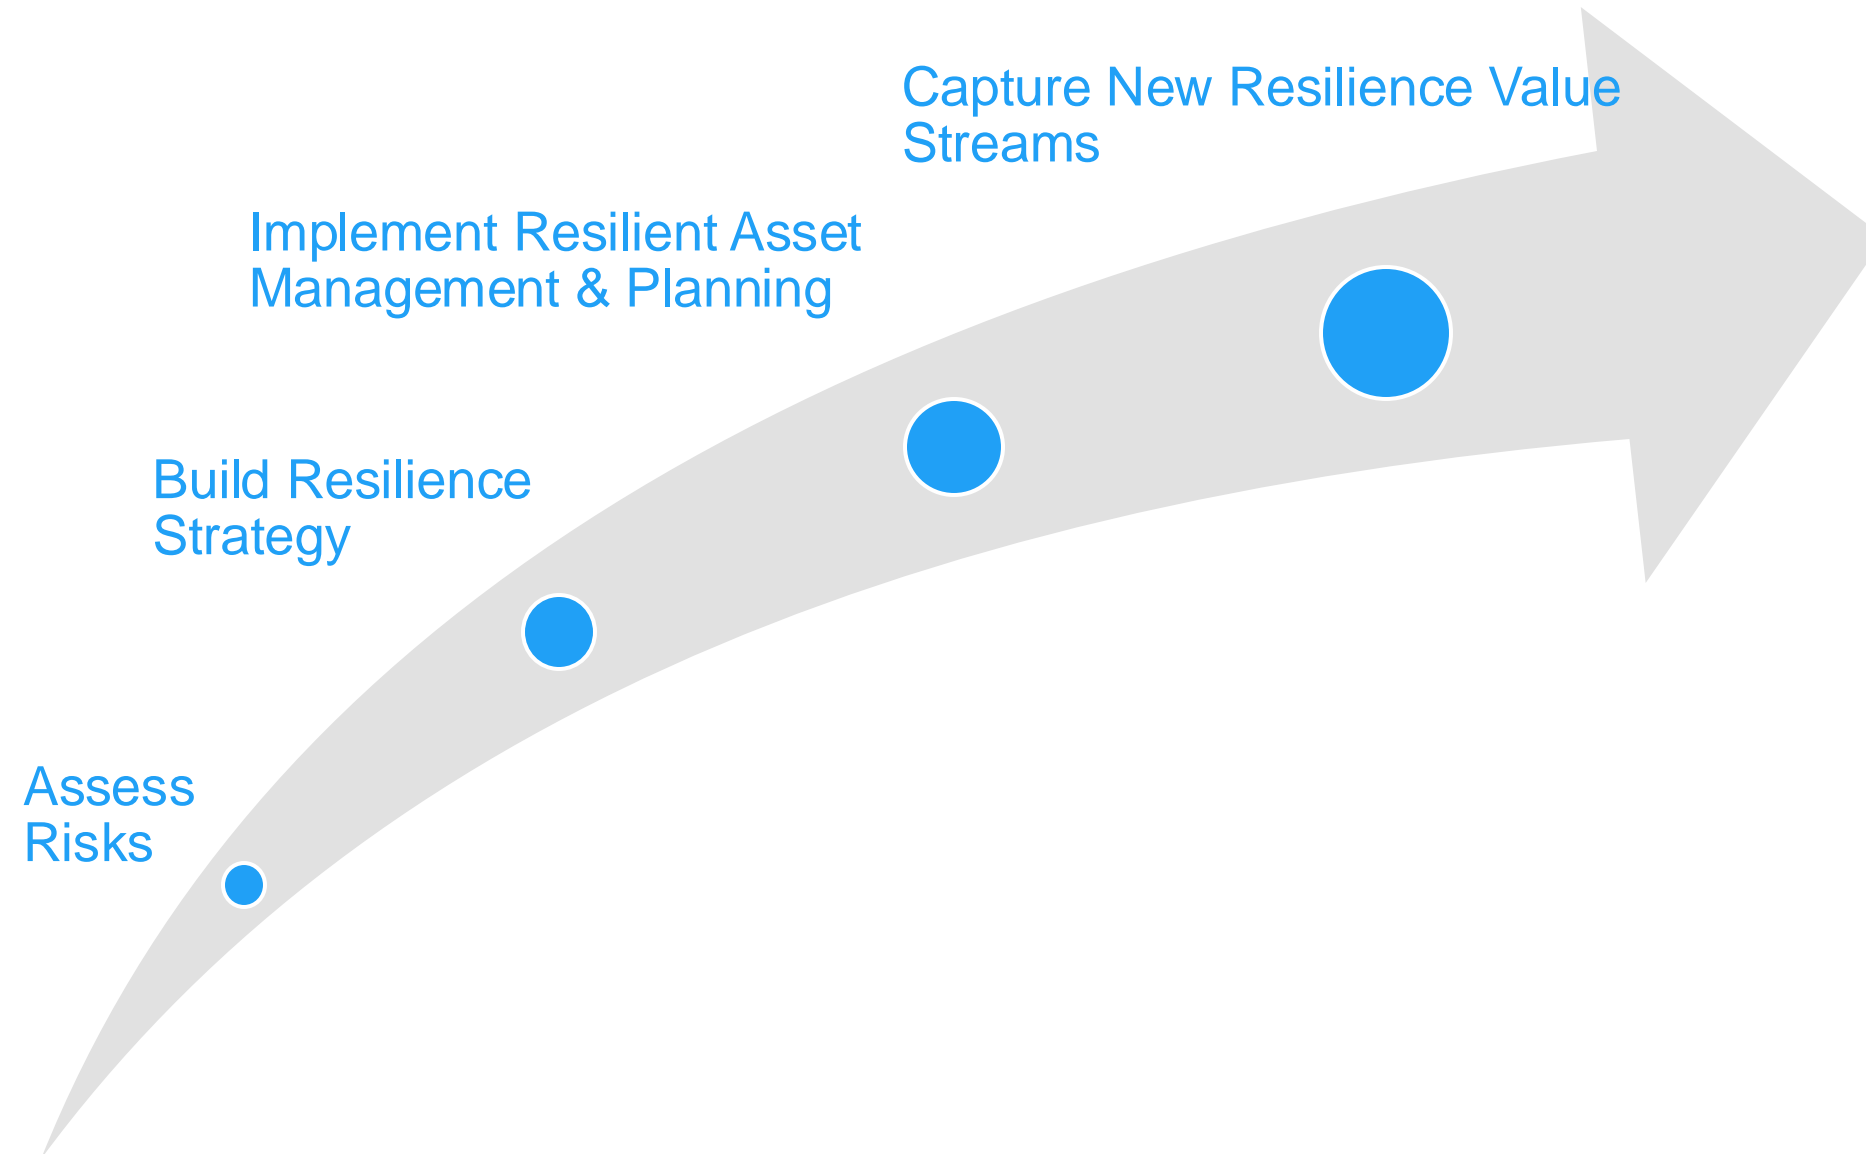 Capture New Resilience Value
Streams
Implement Resilient Asset
Management & Planning
Build Resilience
Strategy
Assess
Risks